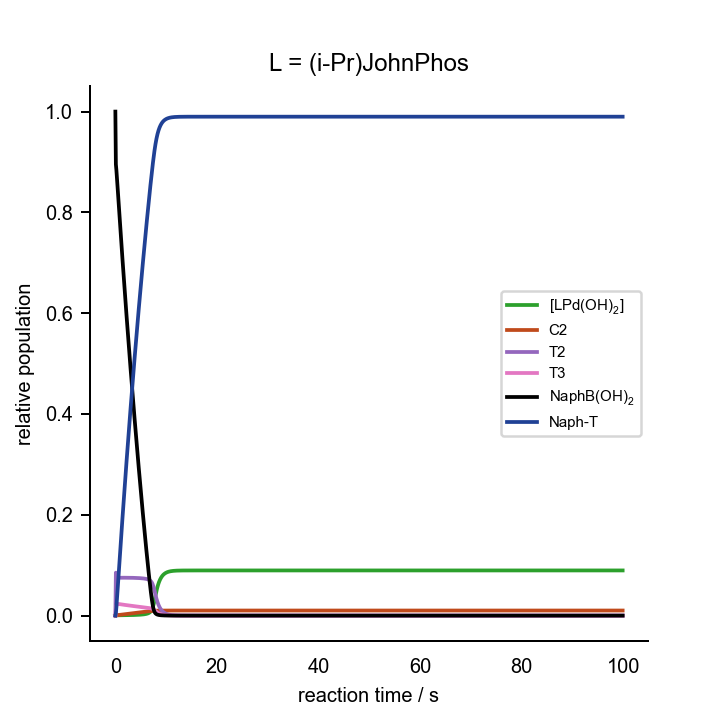 L = (i-Pr)JohnPhos
relative population
1.0
0.8
0.6
0.4
0.2
0.0
[LPd(OH)₂]
C2
T2
T3
NaphB(OH)₂
Naph-T
0 20 40 60 80 100
reaction time / s